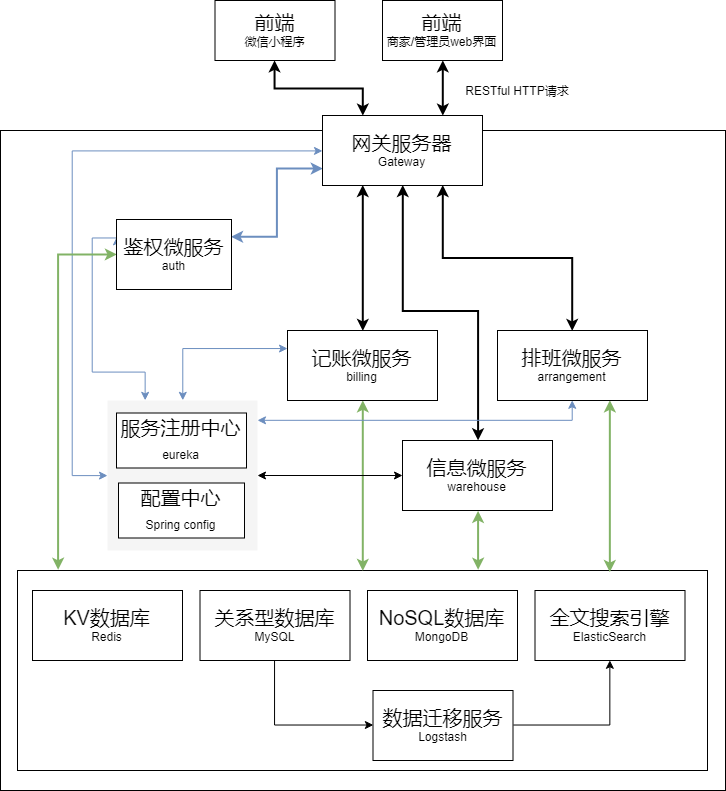 前端
微信小程序
前端
商家/管理员web界面
RESTful HTTP请求
网关服务器
Gateway
鉴权微服务
auth
记账微服务
billing
排班微服务
arrangement
服务注册中心
eureka
信息微服务
warehouse
配置中心
Spring config
KV数据库
Redis
关系型数据库
MySQL
NoSQL数据库
MongoDB
全文搜索引擎
ElasticSearch
数据迁移服务
Logstash